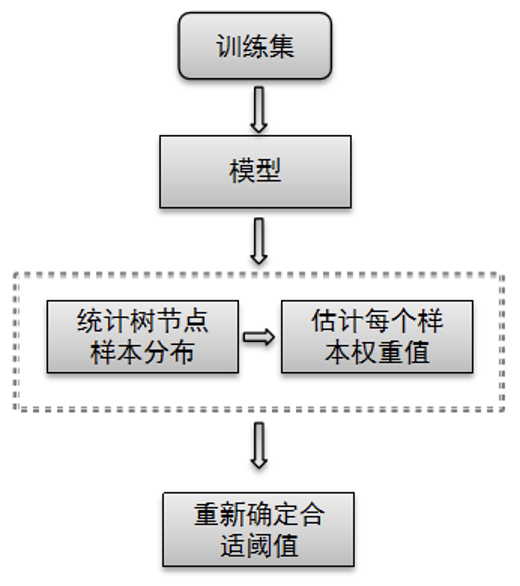 训练集
模型
统计树节点
样本分布
估计每个样
本权重值
重新确定合
适阈值